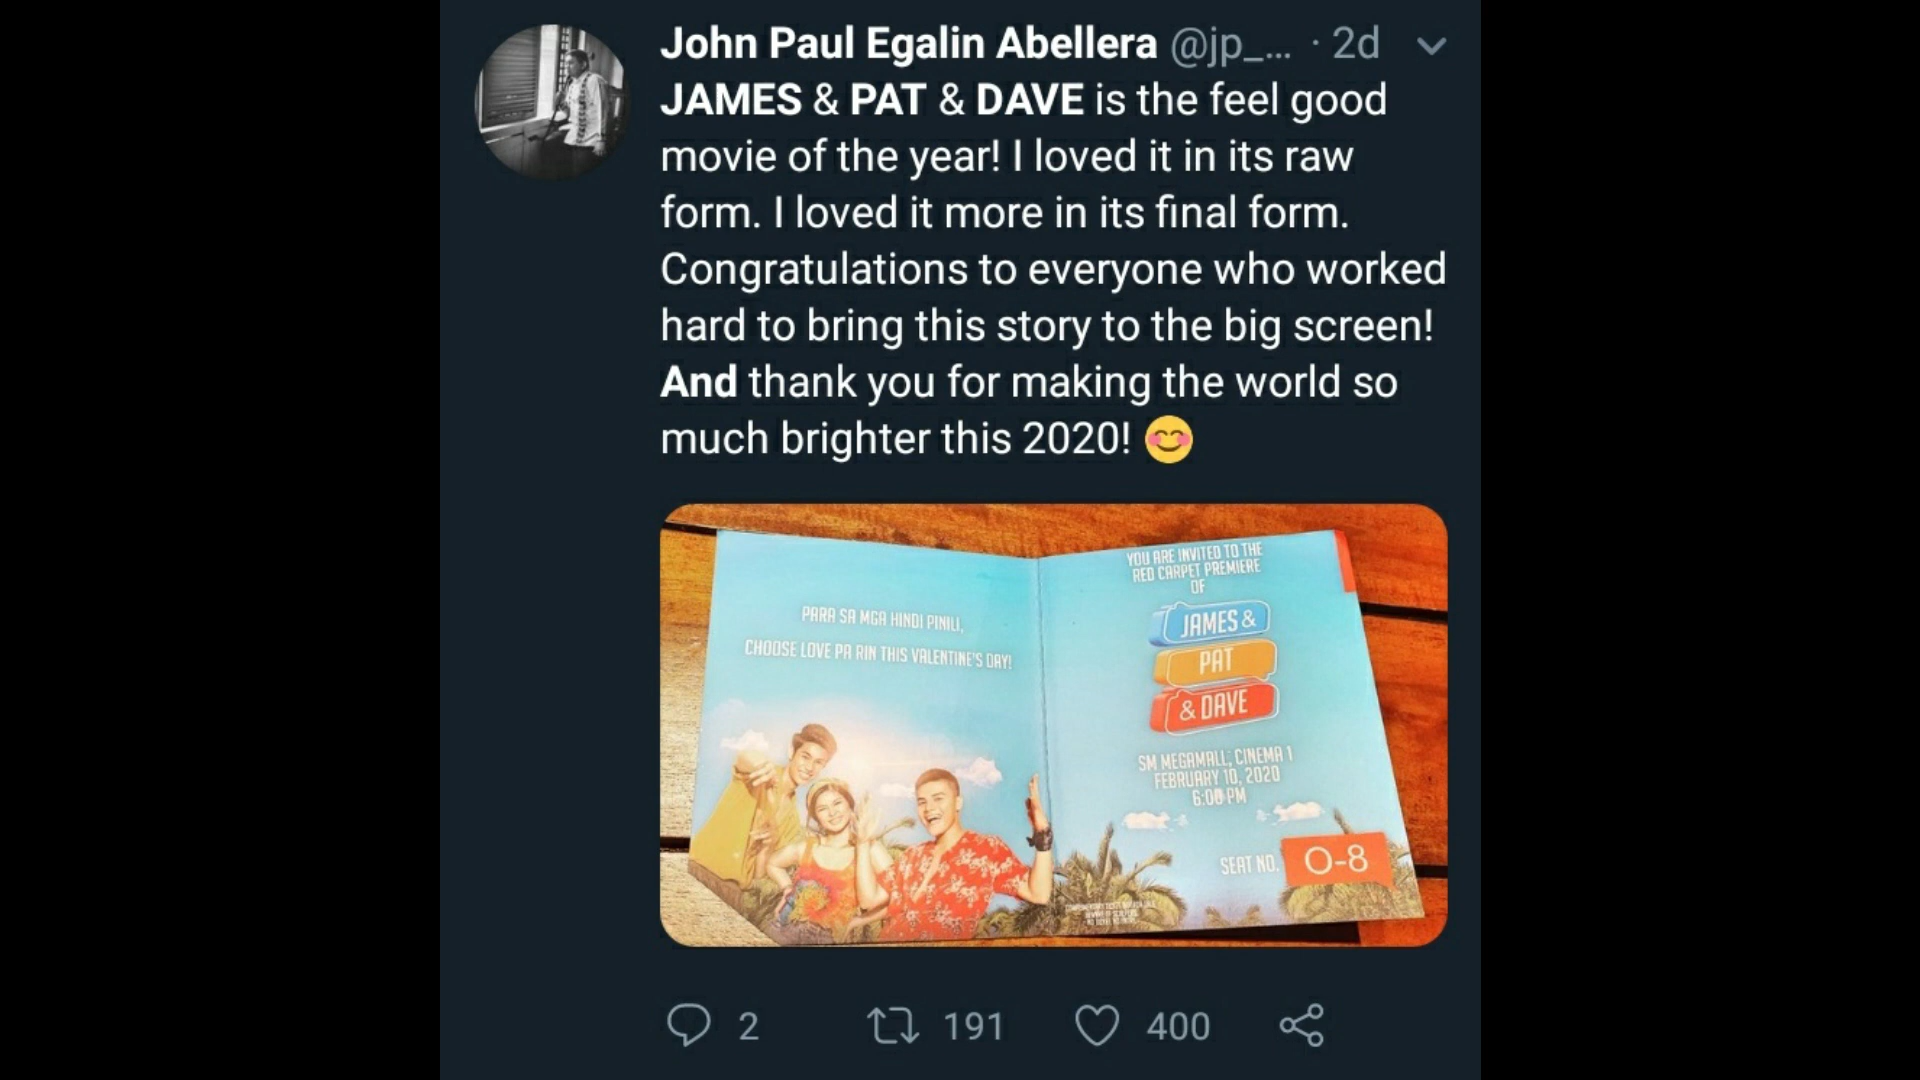 John Paul Egalin Abellera @jp_... · 2d
JAMES & PAT & DAVE is the feel good
movie of the year! I loved it in its raw
form. I loved it more in its final form.
Congratulations to everyone who worked
hard to bring this story to the big screen!
And thank you for making the world so
much brighter this 2020! 😊
PARA SA MGA HINDI PINILI,
CHOOSE LOVE PA RIN THIS VALENTINE'S DAY!
YOU ARE INVITED TO THE
RED CARPET PREMIERE
OF
JAMES &
PAT
& DAVE
SM MEGAMALL, CINEMA 1
FEBRUARY 10, 2020
6:00 PM
SEAT NO. O-8
2 191 400